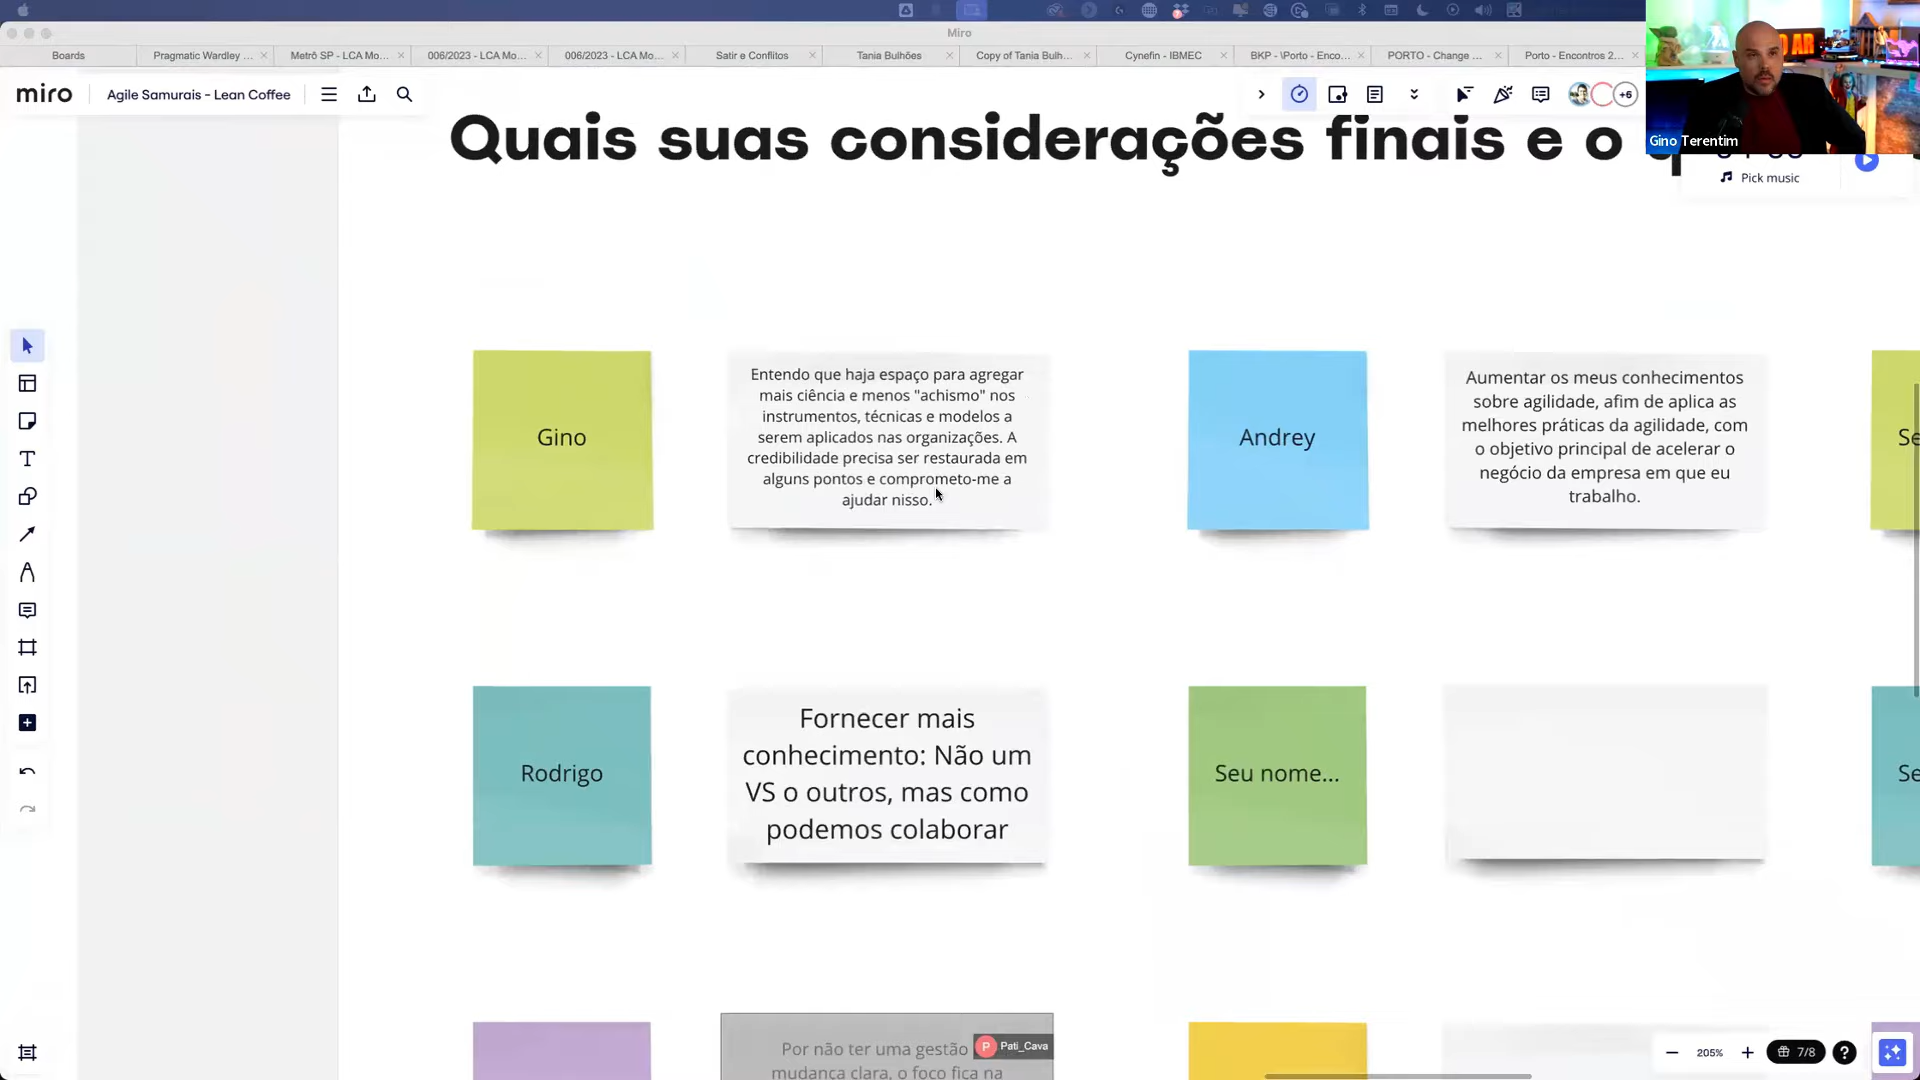 Miro
Boards
Pragmatic Wardley ...
Metrô SP - LCA Mo...
006/2023 - LCA Mo...
006/2023 - LCA Mo...
Satir e Conflitos
Tania Bulhões
Copy of Tania Bulh...
Cynefin - IBMEC
BKP - \Porto - Enco...
PORTO - Change ...
Porto - Encontros 2...
miro
Agile Samurais - Lean Coffee
+6
O AR
Gino Terentim
Pick music
Quais suas considerações finais e o
Gino
Entendo que haja espaço para agregar
mais ciência e menos "achismo" nos
instrumentos, técnicas e modelos a
serem aplicados nas organizações. A
credibilidade precisa ser restaurada em
alguns pontos e comprometo-me a
ajudar nisso.
Andrey
Aumentar os meus conhecimentos
sobre agilidade, afim de aplica as
melhores práticas da agilidade, com
o objetivo principal de acelerar o
negócio da empresa em que eu
trabalho.
Se
Rodrigo
Fornecer mais
conhecimento: Não um
VS o outros, mas como
podemos colaborar
Seu nome...
Se
Por não ter uma gestão
mudança clara, o foco fica na
P Pati_Cava
205%
7/8
?